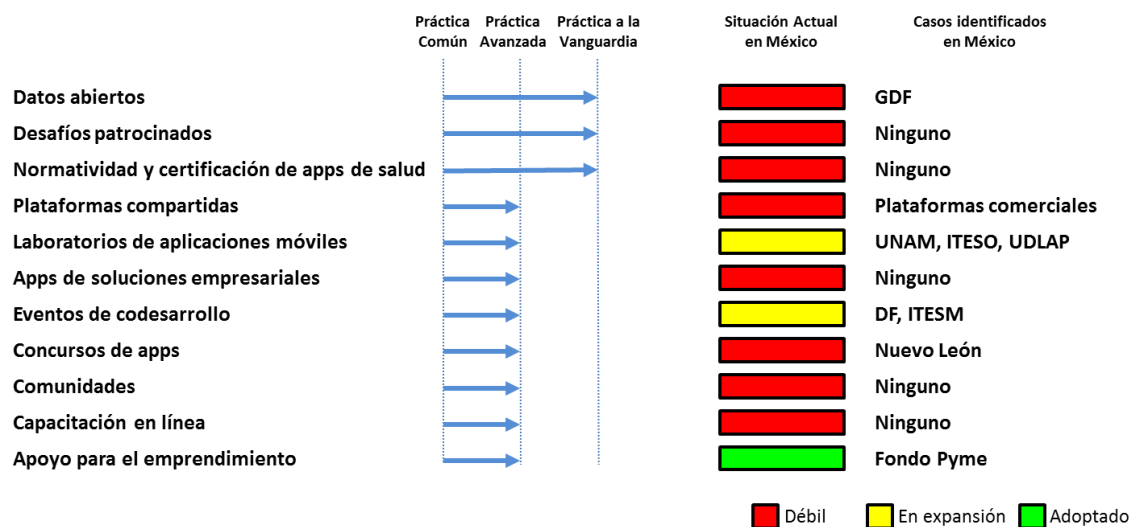 Práctica Común
Práctica Avanzada
Práctica a la Vanguardia
Situación Actual en México
Casos identificados en México
Datos abiertos GDF
Desafíos patrocinados Ninguno
Normatividad y certificación de apps de salud Ninguno
Plataformas compartidas Plataformas comerciales
Laboratorios de aplicaciones móviles UNAM, ITESO, UDLAP
Apps de soluciones empresariales Ninguno
Eventos de codesarrollo DF, ITESM
Concursos de apps Nuevo León
Comunidades Ninguno
Capacitación en línea Ninguno
Apoyo para el emprendimiento Fondo Pyme
Débil En expansión Adoptado